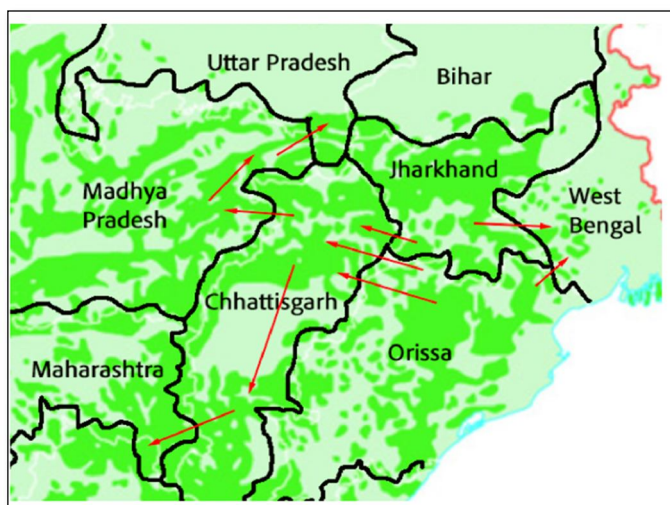 Uttar Pradesh
Bihar
Jharkhand
Madhya
Pradesh
West
Bengal
Chhattisgarh
Orissa
Maharashtra